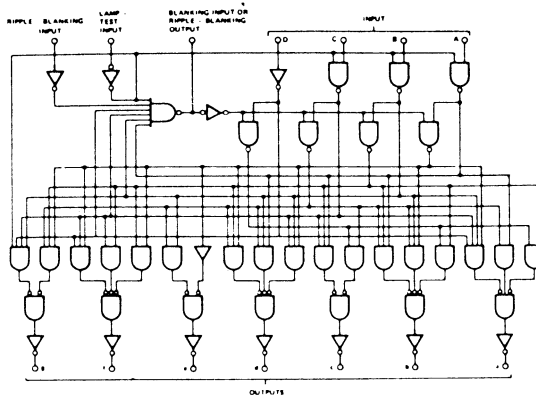 RIPPLE - BLANKING
INPUT
LAMP -
TEST
INPUT
BLANKING INPUT OR
RIPPLE - BLANKING
OUTPUT
INPUT
D
C
B
A
g
f
e
d
c
b
a
OUTPUTS